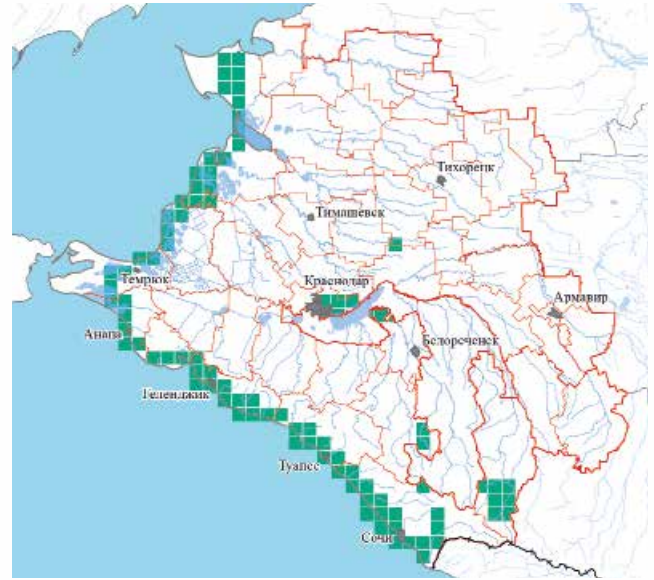 Тихорецк
Тимашевск
Темрюк
Краснодар
Армавир
Анапа
Белореченск
Геленджик
Туапсе
Сочи